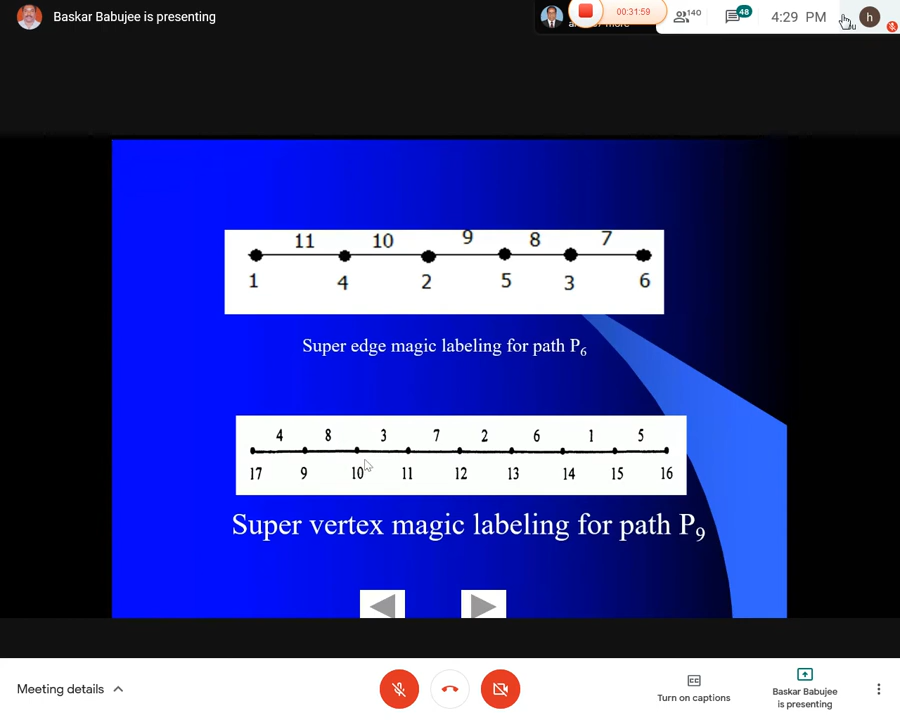 Baskar Babujee is presenting
00:31:59
140
48
4:29 PM
h
11 10 9 8 7
1 4 2 5 3 6
Super edge magic labeling for path P6
4 8 3 7 2 6 1 5
17 9 10 11 12 13 14 15 16
Super vertex magic labeling for path P9
Meeting details
CC
Turn on captions
Baskar Babujee
is presenting